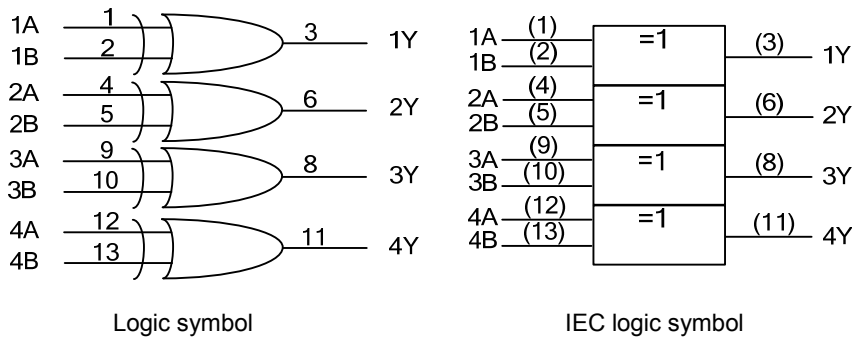 1A 1 3 1Y
1B 2
2A 4 6 2Y
2B 5
3A 9 8 3Y
3B 10
4A 12 11 4Y
4B 13
Logic symbol
1A (1) =1 (3) 1Y
1B (2)
2A (4) =1 (6) 2Y
2B (5)
3A (9) =1 (8) 3Y
3B (10)
4A (12) =1 (11) 4Y
4B (13)
IEC logic symbol